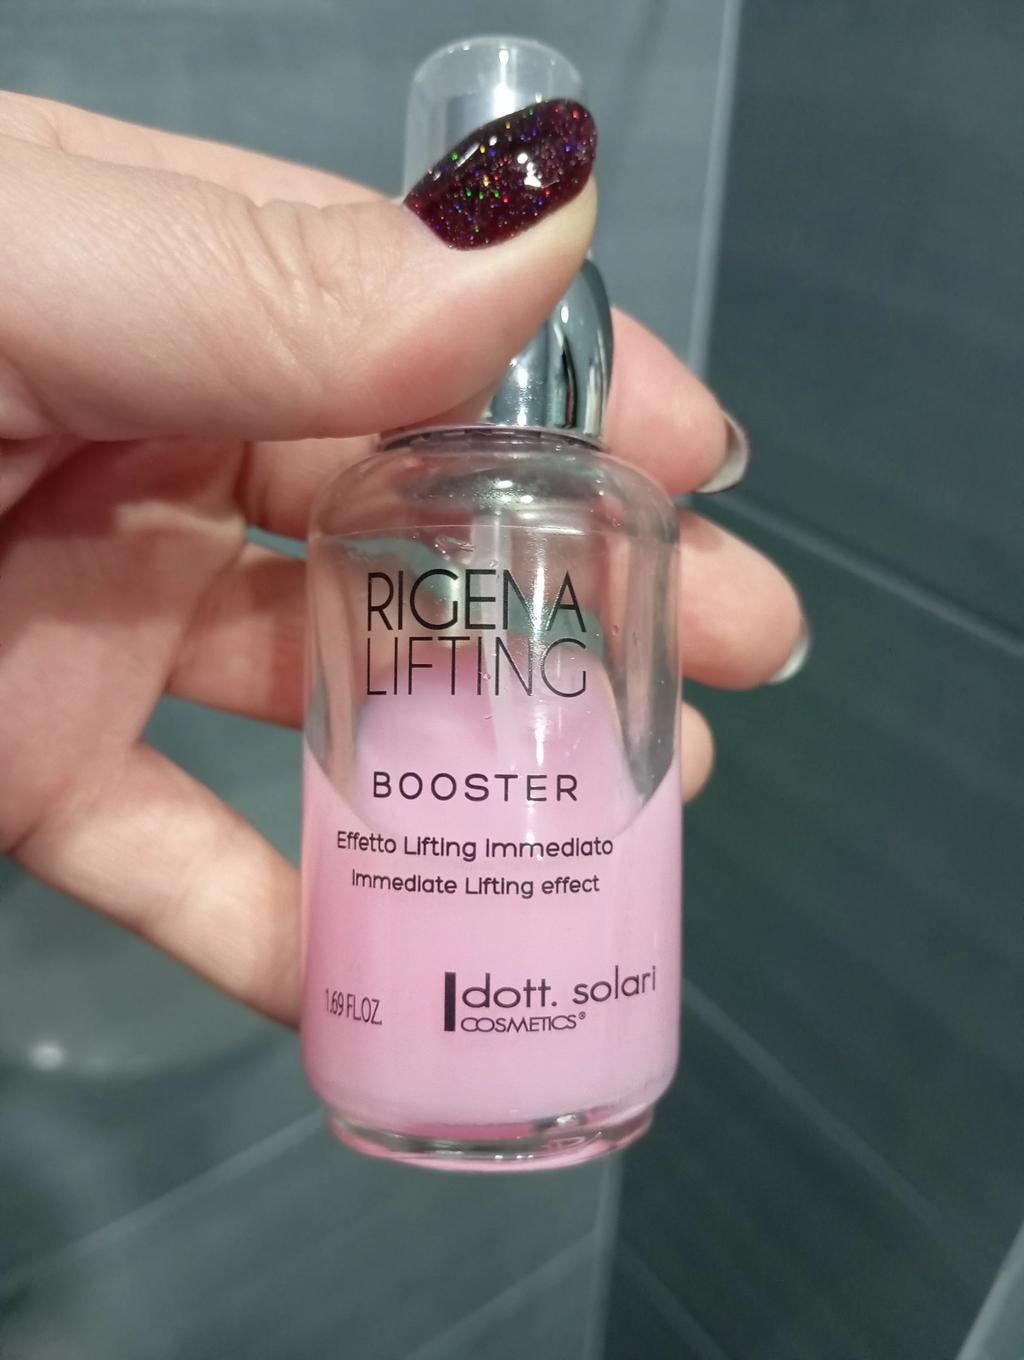 RIGENA
LIFTING
BOOSTER
Effetto Lifting Immediato
Immediate Lifting effect
1.69 FL.OZ.
dott. solari
COSMETICS®